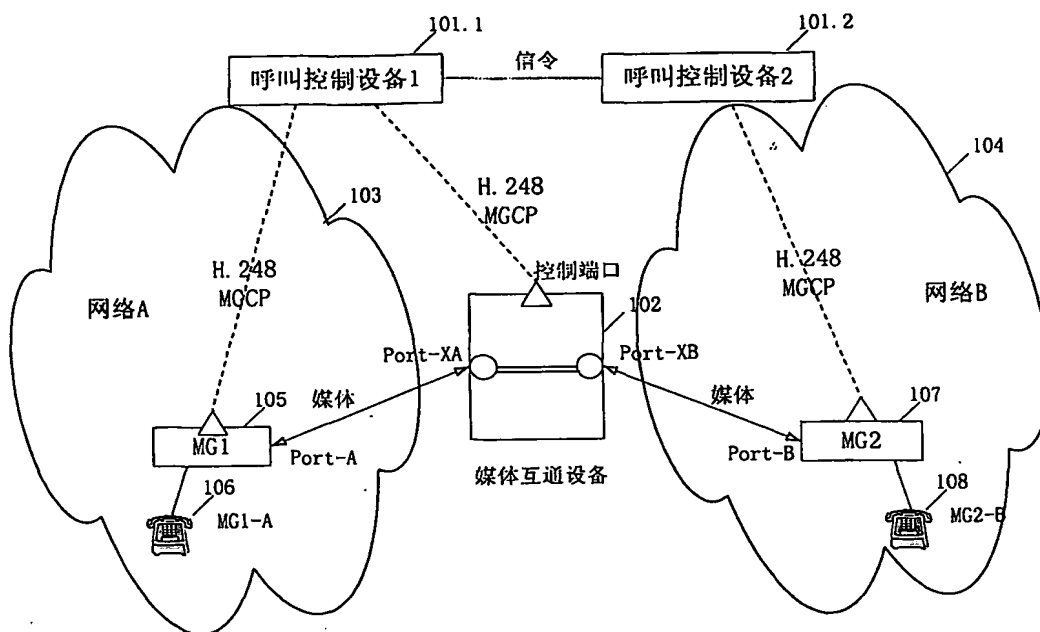 101.1
101.2
呼叫控制设备1
信令
呼叫控制设备2
103
104
H.248
MGCP
H.248
MGCP
H.248
MGCP
控制端口
网络A
网络B
102
Port-XA
Port-XB
105
媒体
媒体
107
MG1
MG2
Port-A
Port-B
媒体互通设备
106
MG1-A
108
MG2-B